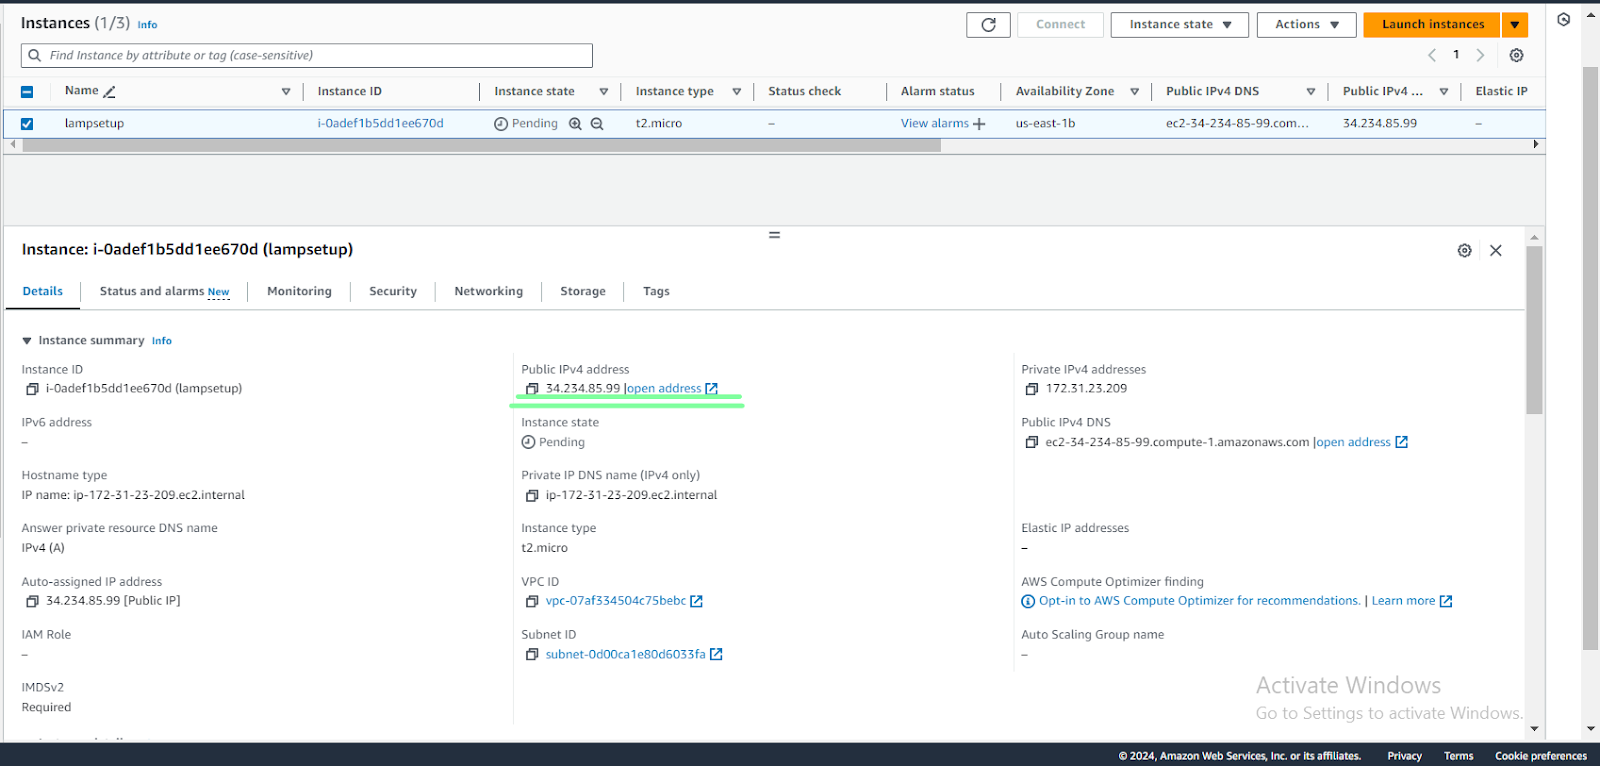 Instances (1/3) Info
Connect
Instance state
Actions
Launch instances
Find Instance by attribute or tag (case-sensitive)
1
Name Instance ID Instance state Instance type Status check Alarm status Availability Zone Public IPv4 DNS Public IPv4 ... Elastic IP
lampsetup i-0adef1b5dd1ee670d Pending t2.micro – View alarms + us-east-1b ec2-34-234-85-99.com... 34.234.85.99 –
Instance: i-0adef1b5dd1ee670d (lampsetup)
Details Status and alarms New Monitoring Security Networking Storage Tags
Instance summary Info
Instance ID
i-0adef1b5dd1ee670d (lampsetup)
Public IPv4 address
34.234.85.99 |open address
Private IPv4 addresses
172.31.23.209
IPv6 address
–
Instance state
Pending
Public IPv4 DNS
ec2-34-234-85-99.compute-1.amazonaws.com |open address
Hostname type
IP name: ip-172-31-23-209.ec2.internal
Private IP DNS name (IPv4 only)
ip-172-31-23-209.ec2.internal
Answer private resource DNS name
IPv4 (A)
Instance type
t2.micro
Elastic IP addresses
–
Auto-assigned IP address
34.234.85.99 [Public IP]
VPC ID
vpc-07af334504c75bebc
AWS Compute Optimizer finding
Opt-in to AWS Compute Optimizer for recommendations. | Learn more
IAM Role
–
Subnet ID
subnet-0d00ca1e80d6033fa
Auto Scaling Group name
–
IMDSv2
Required
Activate Windows
Go to Settings to activate Windows.
© 2024, Amazon Web Services, Inc. or its affiliates. Privacy Terms Cookie preferences